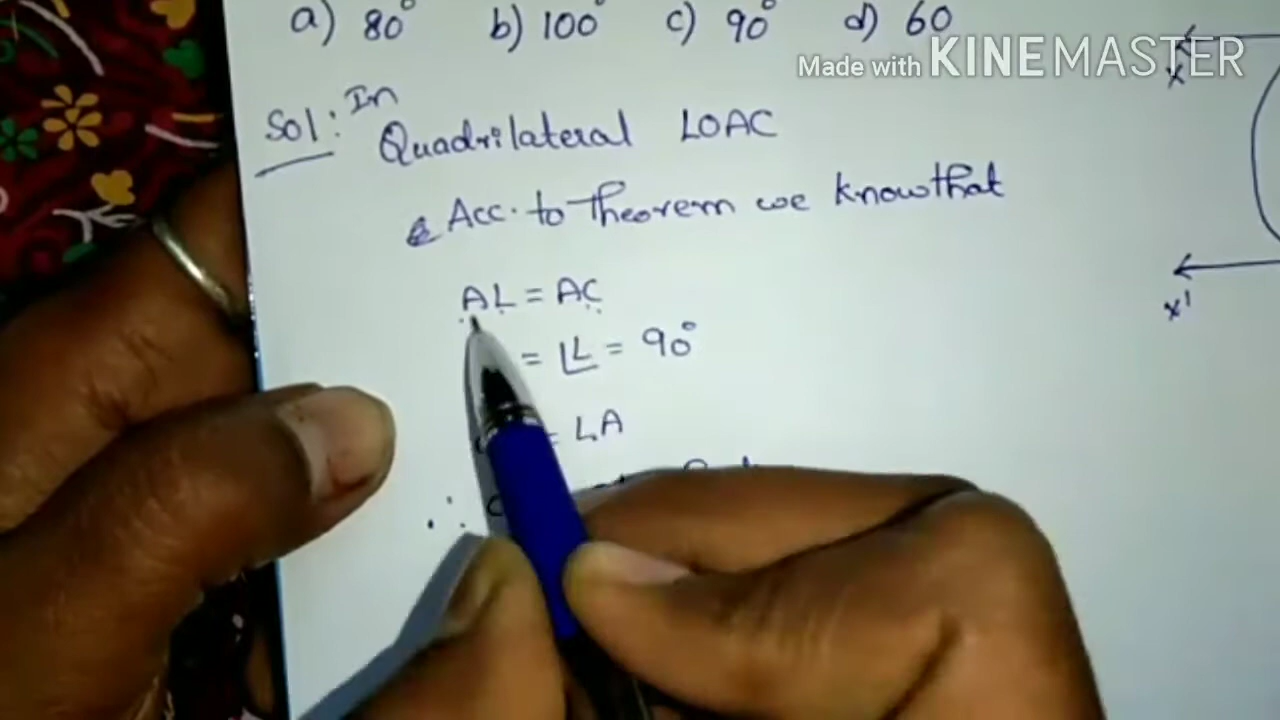 a) 80° b) 100° c) 90° d) 60
Made with KINEMASTER
x
Sol: In
Quadrilateral LOAC
Acc. to Theorem we know that
AL = AC
= ∠L = 90°
x'
= LA
∴